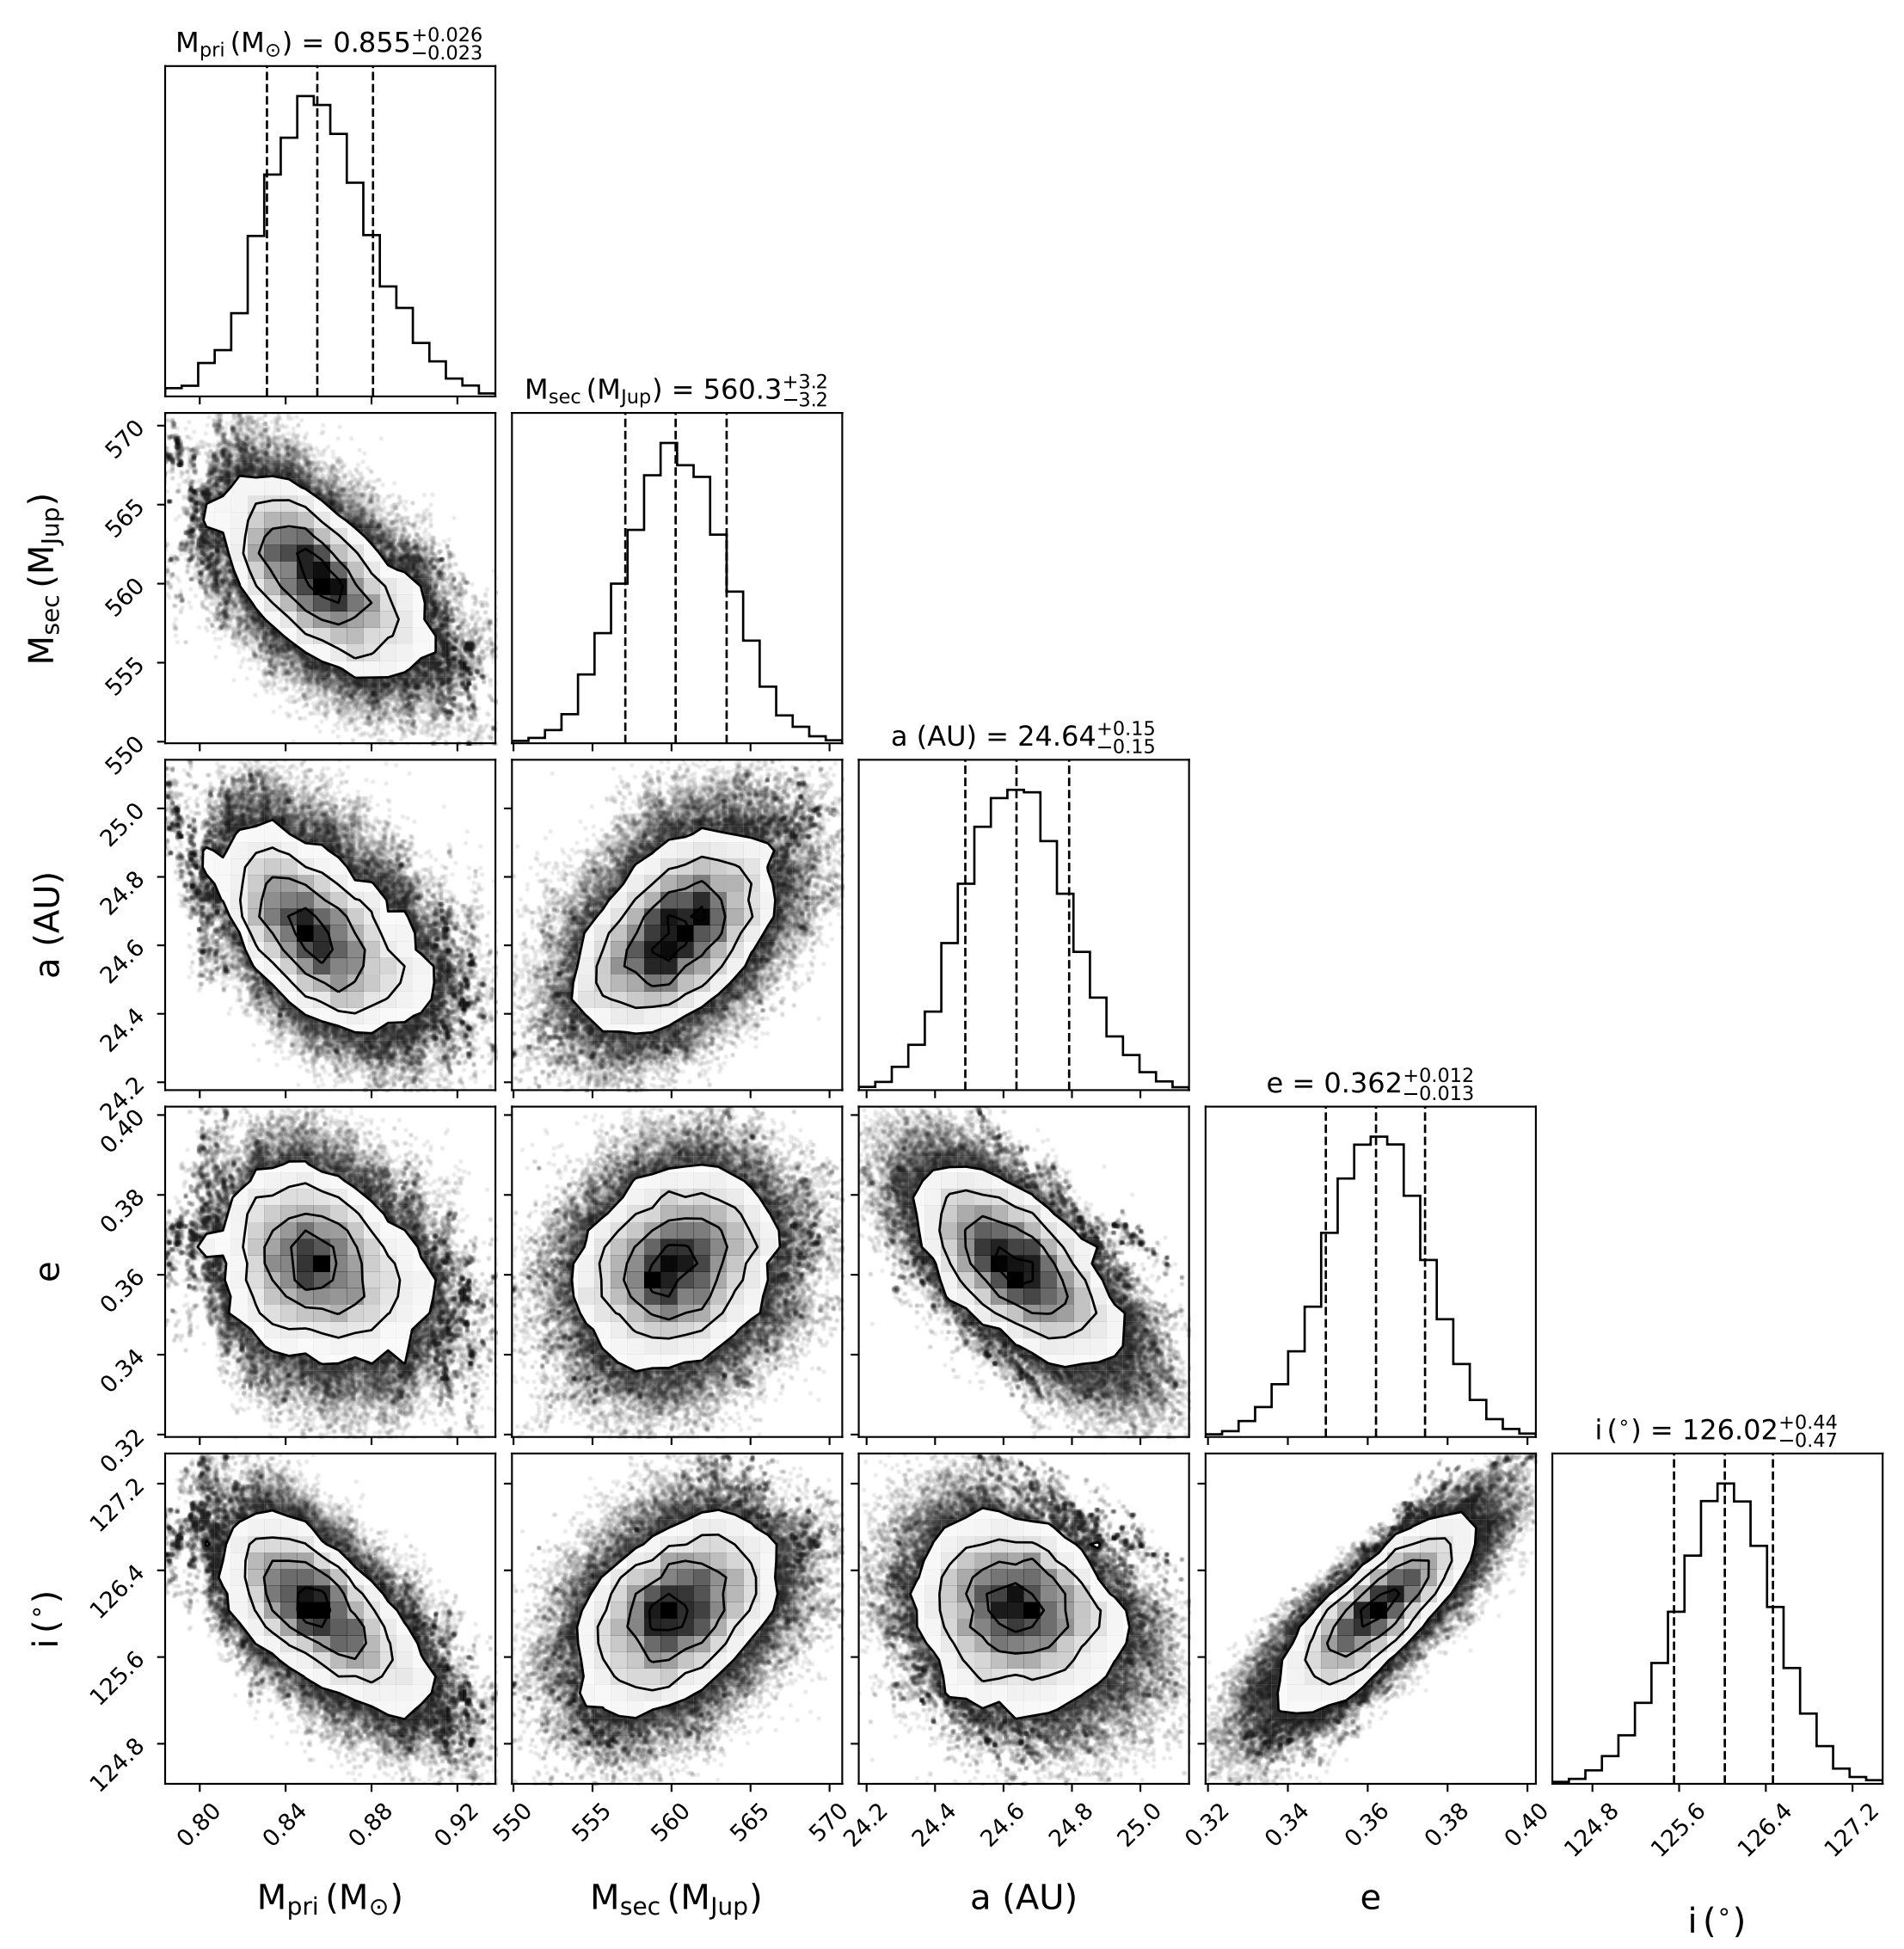 M_pri (M_⊙) = 0.855^{+0.026}_{−0.023}
M_sec (M_Jup) = 560.3^{+3.2}_{−3.2}
570
565
560
555
550
M_sec (M_Jup)
a (AU) = 24.64^{+0.15}_{−0.15}
25.0
24.8
24.6
24.4
24.2
a (AU)
e = 0.362^{+0.012}_{−0.013}
0.40
0.38
0.36
0.34
0.32
e
i (°) = 126.02^{+0.44}_{−0.47}
127.2
126.4
125.6
124.8
i (°)
0.80 0.84 0.88 0.92
550 555 560 565 570
24.2 24.4 24.6 24.8 25.0
0.32 0.34 0.36 0.38 0.40
124.8 125.6 126.4 127.2
M_pri (M_⊙)
M_sec (M_Jup)
a (AU)
e
i (°)